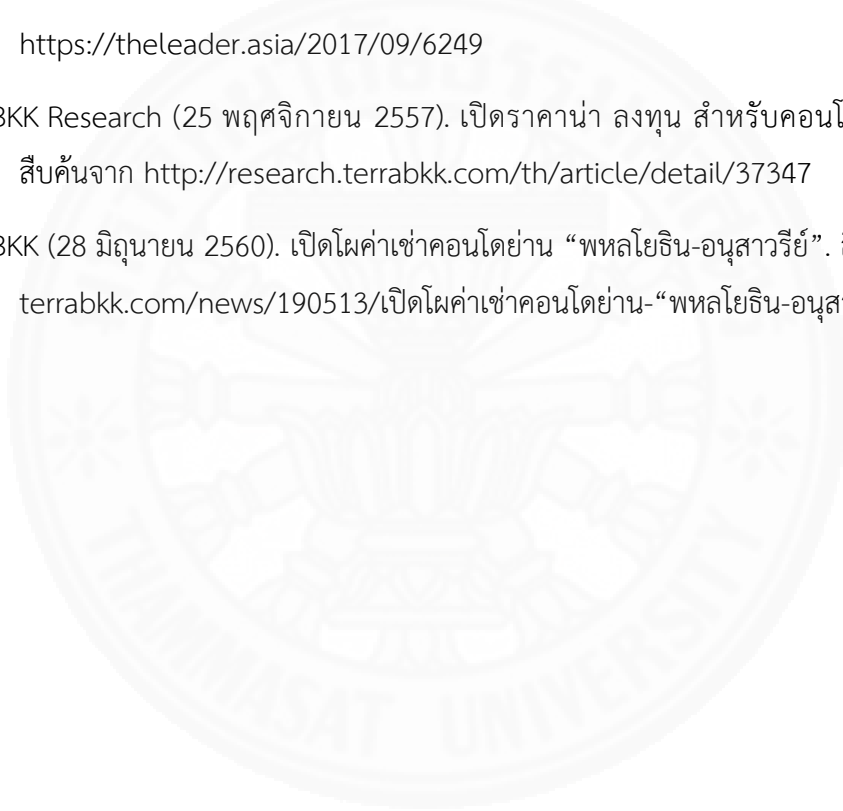 https://theleader.asia/2017/09/6249
BKK Research (25 พฤศจิกายน 2557). เปิดราคาน่า ลงทุน สำหรับคอนโ
สืบค้นจาก http://research.terrabkk.com/th/article/detail/37347
BKK (28 มิถุนายน 2560). เปิดโผค่าเช่าคอนโดย่าน “พหลโยธิน-อนุสาวรีย์”.
terrabkk.com/news/190513/เปิดโผค่าเช่าคอนโดย่าน-“พหลโยธิน-อนุส
THAMMASAT UNIVERSITY